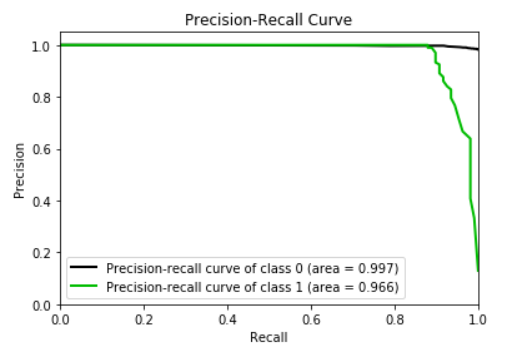 Precision-Recall Curve
1.0
0.8
0.6
0.4
0.2
0.0
Precision
Precision-recall curve of class 0 (area = 0.997)
Precision-recall curve of class 1 (area = 0.966)
0.0 0.2 0.4 0.6 0.8 1.0
Recall